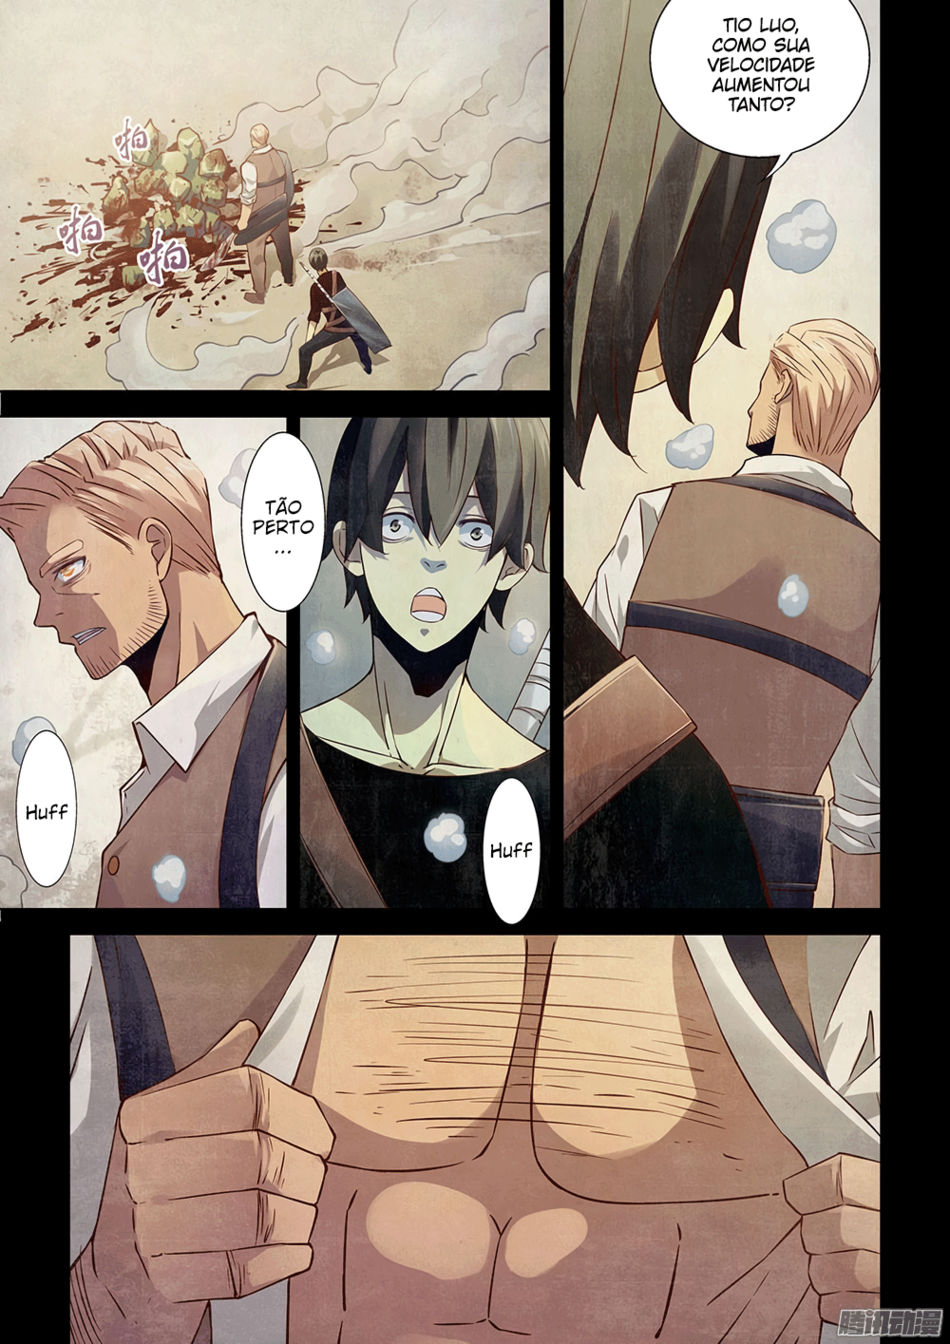 TIO LUO,
COMO SUA
VELOCIDADE
AUMENTOU
TANTO?
啪
啪
啪
TÃO
PERTO
...
Huff
Huff
腾讯动漫